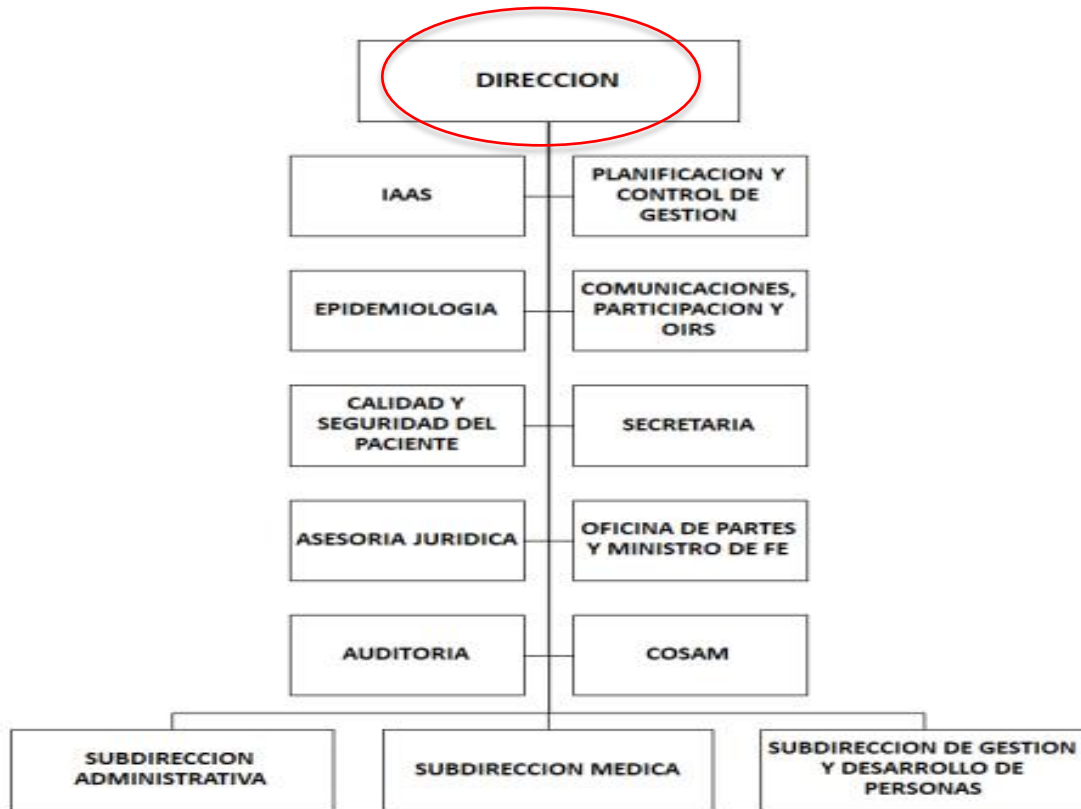 DIRECCION
IAAS
PLANIFICACION Y
CONTROL DE
GESTION
EPIDEMIOLOGIA
COMUNICACIONES,
PARTICIPACION Y
OIRS
CALIDAD Y
SEGURIDAD DEL
PACIENTE
SECRETARIA
ASESORIA JURIDICA
OFICINA DE PARTES
Y MINISTRO DE FE
AUDITORIA
COSAM
SUBDIRECCION
ADMINISTRATIVA
SUBDIRECCION MEDICA
SUBDIRECCION DE GESTION
Y DESARROLLO DE
PERSONAS